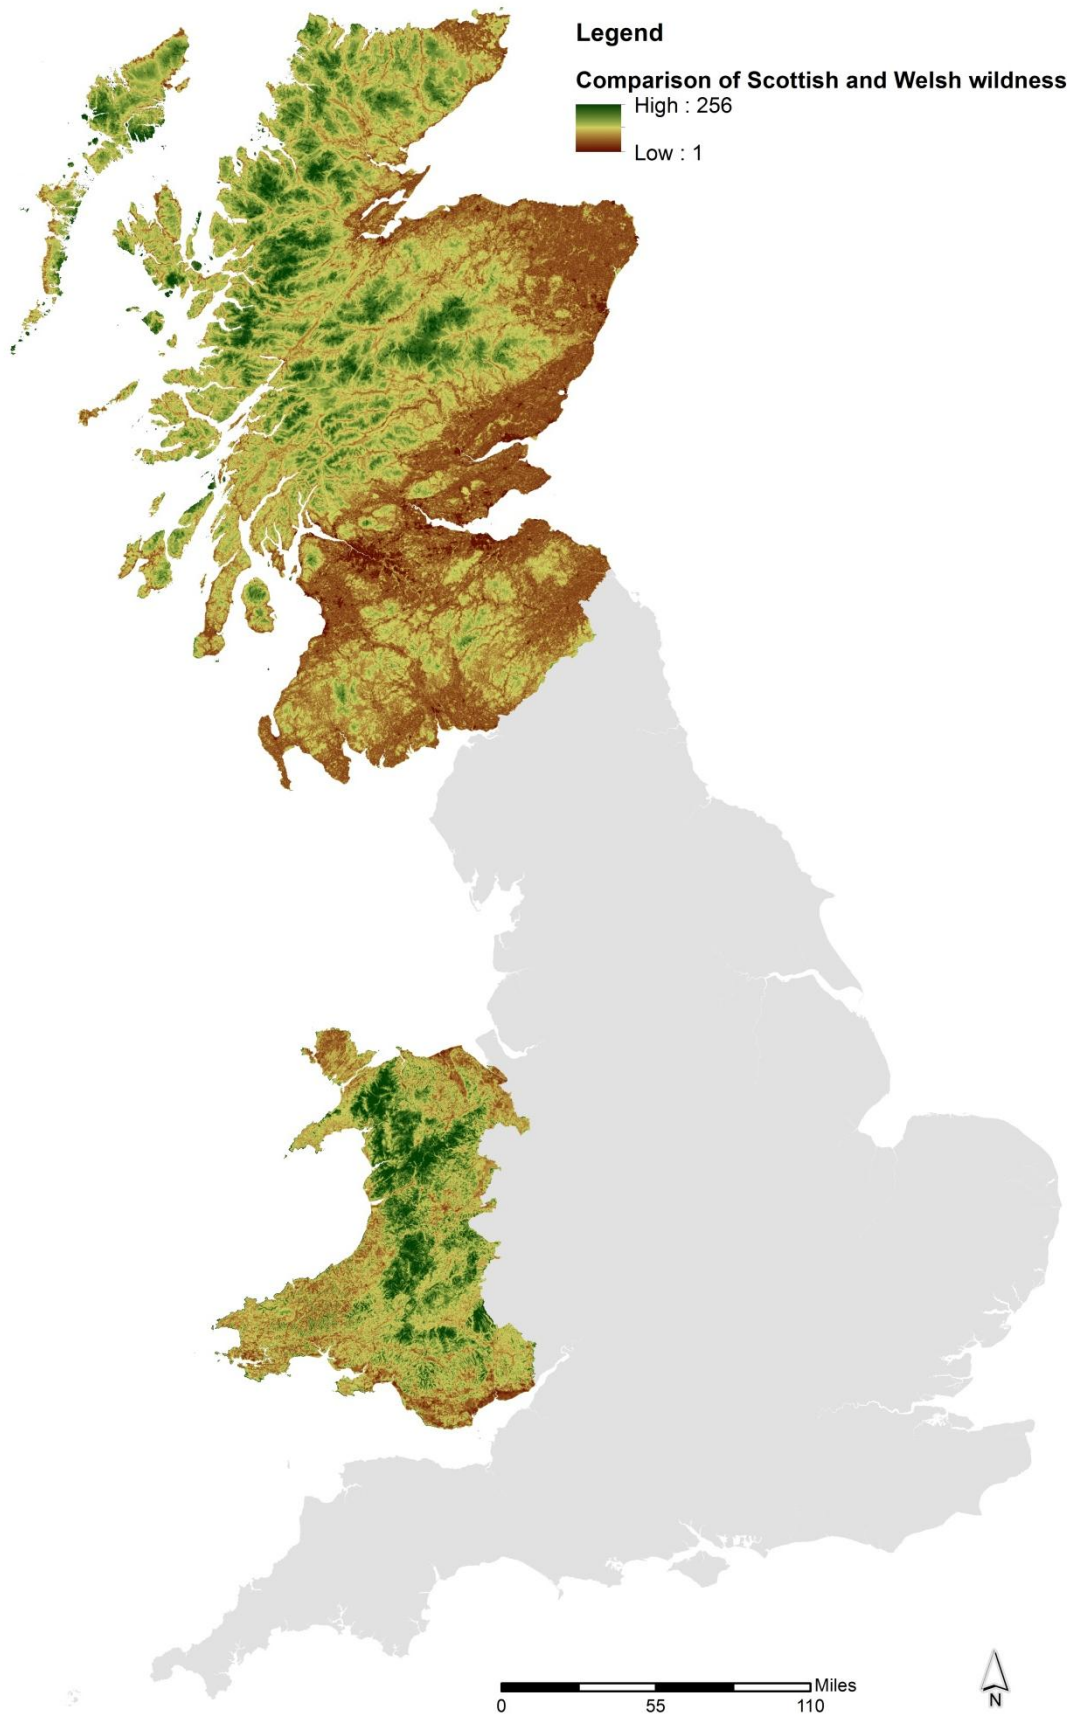 Legend
Comparison of Scottish and Welsh wildness
High : 256
Low : 1
Miles
0 55 110
N